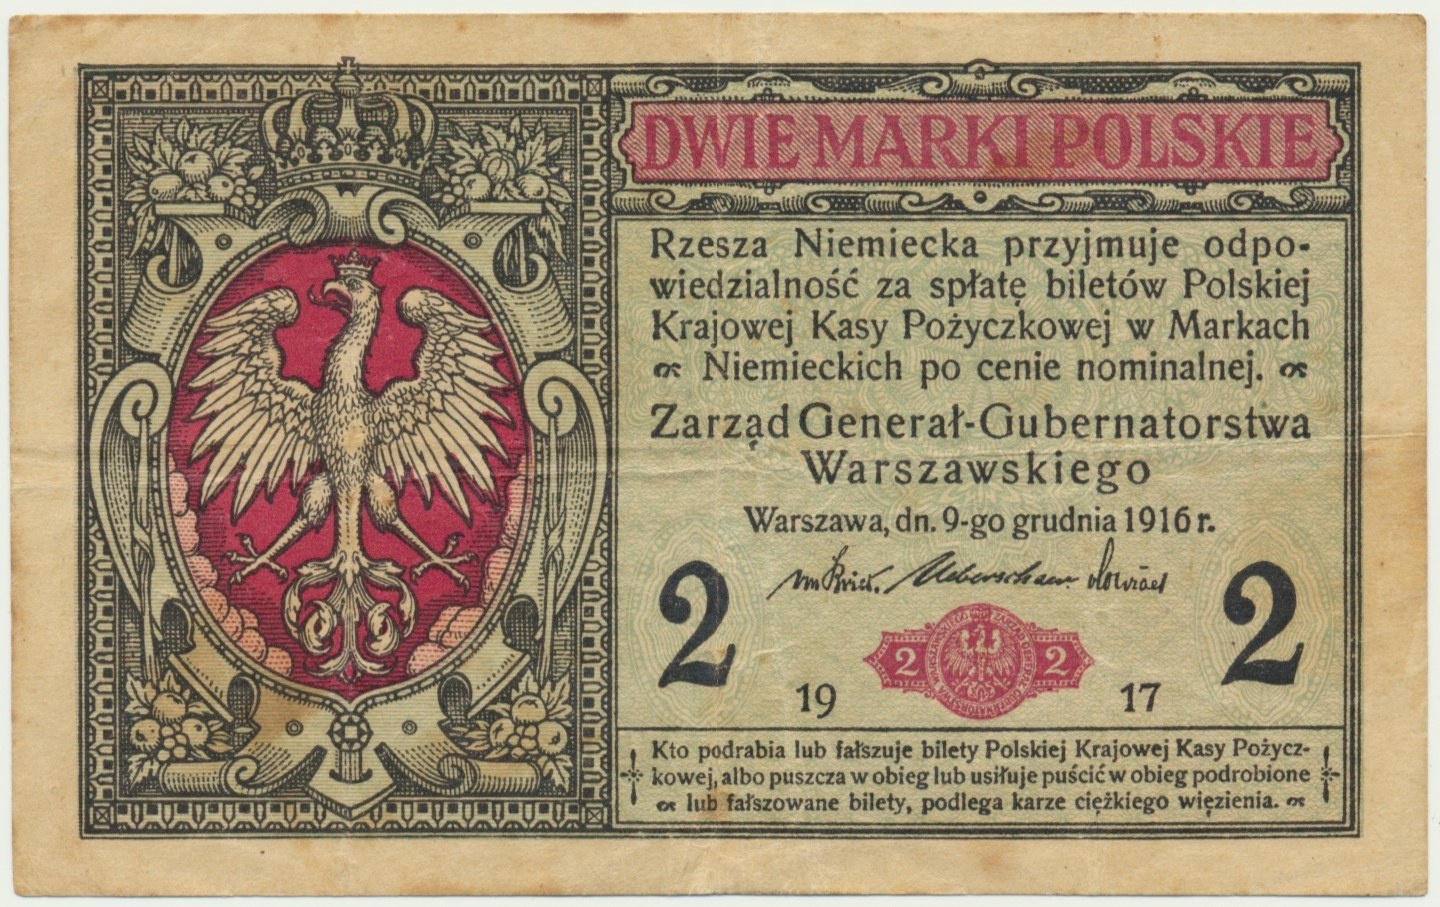 DWIE MARKI POLSKIE
Rzesza Niemiecka przyjmuje odpo-
wiedzialność za spłatę biletów Polskiej
Krajowej Kasy Pożyczkowej w Markach
Niemieckich po cenie nominalnej.
Zarząd Generał-Gubernatorstwa
Warszawskiego
Warszawa, dn. 9-go grudnia 1916 r.
2 2
2 2
19 17
Kto podrabia lub fałszuje bilety Polskiej Krajowej Kasy Pożycz-
kowej, albo puszcza w obieg lub usiłuje puścić w obieg podrobione
lub fałszowane bilety, podlega karze ciężkiego więzienia.